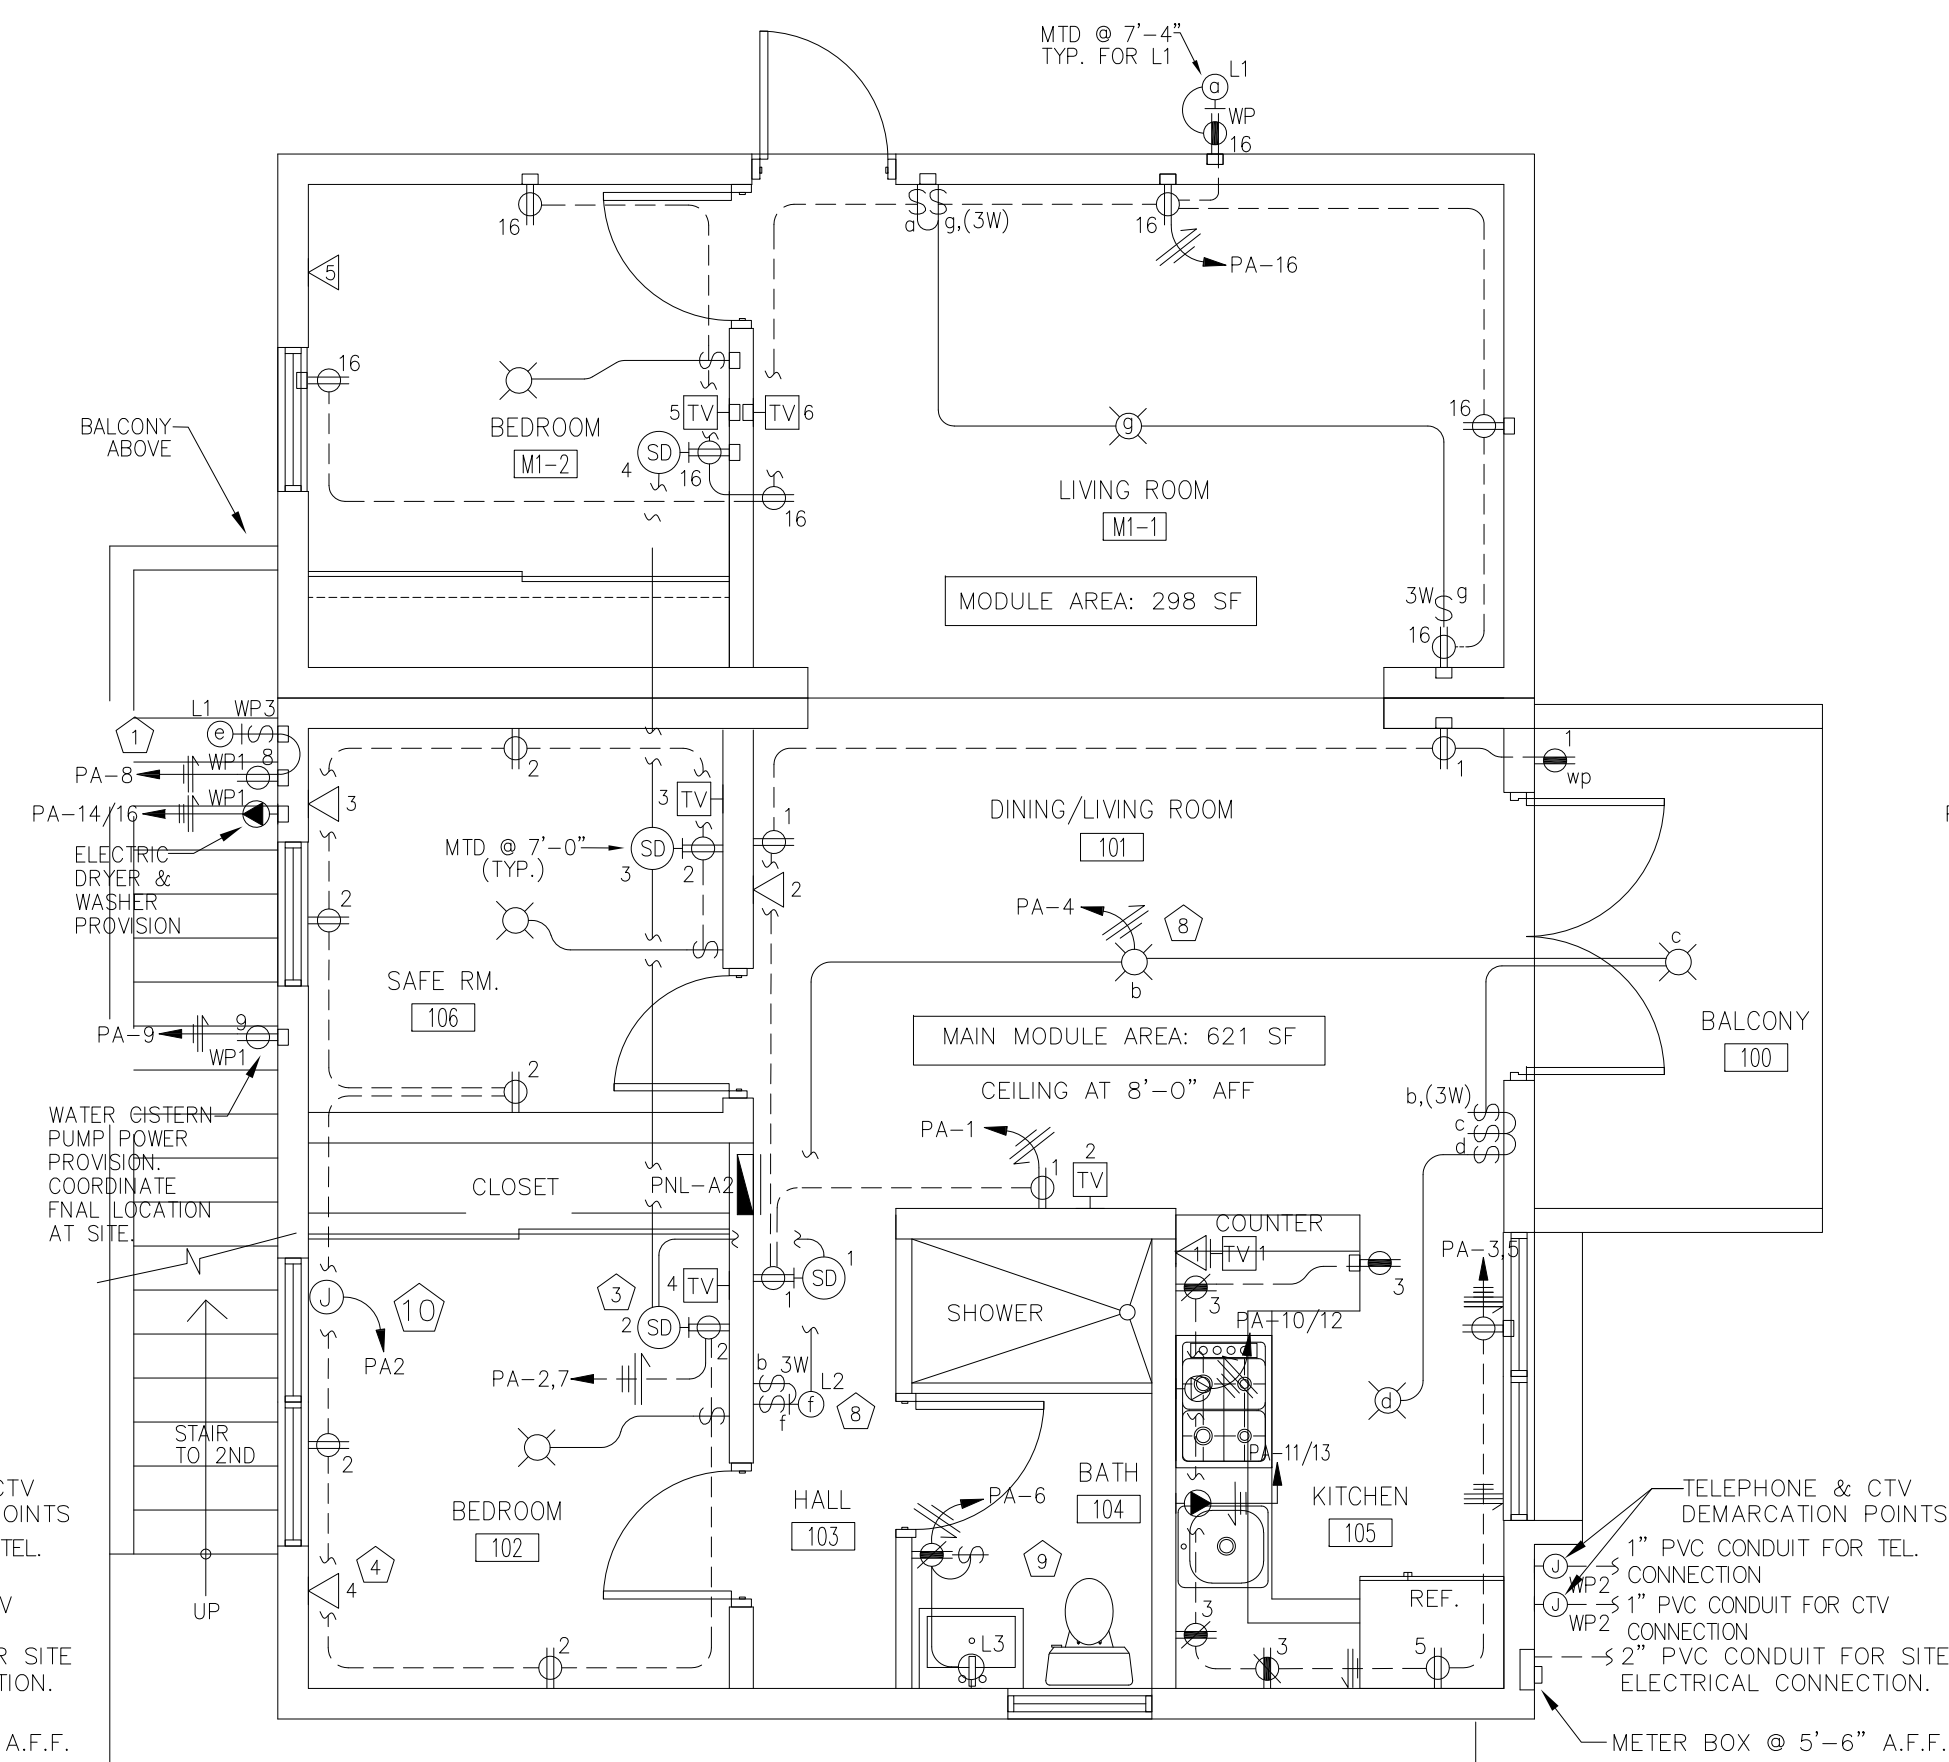 MTD @ 7'-4"
TYP. FOR L1
L1
a
WP
16
16
a
g,(3W)
16
PA-16
5
16
g
16
BEDROOM
M1-2
5
TV
TV
6
BALCONY
ABOVE
SD
4
16
16
LIVING ROOM
M1-1
MODULE AREA: 298 SF
3W
g
16
L1
WP3
e
1
8
WP1
PA-8
WP1
PA-14/16
ELECTRIC
DRYER &
WASHER
PROVISION
3
2
3
TV
MTD @ 7'-0"
(TYP.)
SD
3
2
1
2
1
1
wp
DINING/LIVING ROOM
101
2
PA-4
8
b
c
SAFE RM.
106
MAIN MODULE AREA: 621 SF
CEILING AT 8'-0" AFF
BALCONY
100
9
PA-9
WP1
WATER CISTERN
PUMP POWER
PROVISION.
COORDINATE
FNAL LOCATION
AT SITE.
2
b,(3W)
c
d
PA-1
1
2
TV
CLOSET
PNL-A2
COUNTER
1
TV
1
PA-3,5
3
3
J
10
PA2
3
4
TV
1
SD
1
2
SD
2
SHOWER
PA-10/12
PA-2,7
b
3W
L2
f
f
8
d
STAIR
TO 2ND
2
BEDROOM
102
HALL
103
PA-6
BATH
104
9
PA-11/13
KITCHEN
105
4
4
UP
2
L3
3
3
5
REF.
TELEPHONE & CTV
DEMARCATION POINTS
J
WP2
1" PVC CONDUIT FOR TEL.
CONNECTION
J
WP2
1" PVC CONDUIT FOR CTV
CONNECTION
2" PVC CONDUIT FOR SITE
ELECTRICAL CONNECTION.
METER BOX @ 5'-6" A.F.F.
CTV
OINTS
TEL.
V
R SITE
TION.
A.F.F.